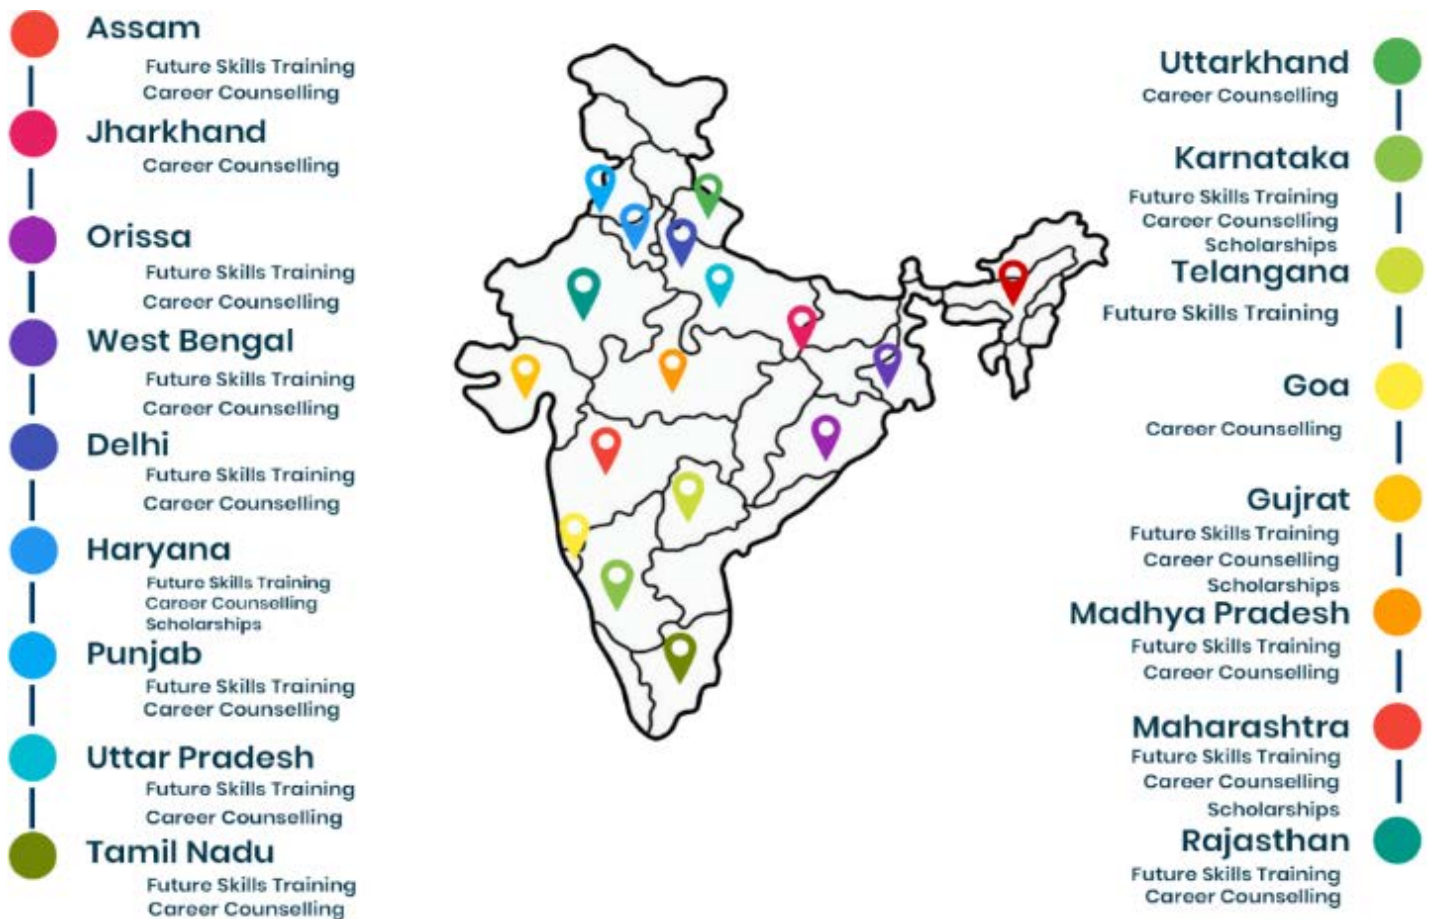 Assam
Future Skills Training
Career Counselling
Jharkhand
Career Counselling
Orissa
Future Skills Training
Career Counselling
West Bengal
Future Skills Training
Career Counselling
Delhi
Future Skills Training
Career Counselling
Haryana
Future Skills Training
Career Counselling
Scholarships
Punjab
Future Skills Training
Career Counselling
Uttar Pradesh
Future Skills Training
Career Counselling
Tamil Nadu
Future Skills Training
Career Counselling
Uttarkhand
Career Counselling
Karnataka
Future Skills Training
Career Counselling
Scholarships
Telangana
Future Skills Training
Goa
Career Counselling
Gujrat
Future Skills Training
Career Counselling
Scholarships
Madhya Pradesh
Future Skills Training
Career Counselling
Maharashtra
Future Skills Training
Career Counselling
Scholarships
Rajasthan
Future Skills Training
Career Counselling